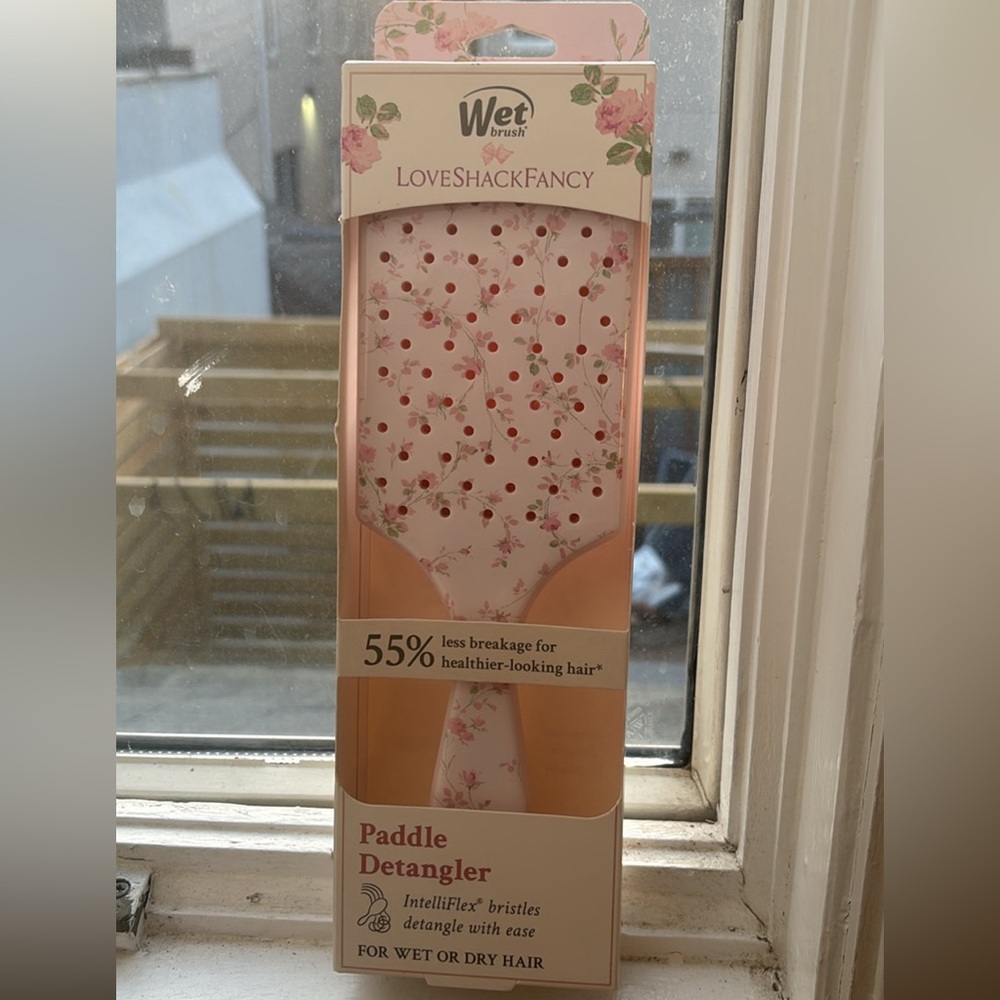 Wet
brush®
LOVESHACKFANCY
55% less breakage for
healthier-looking hair*
Paddle
Detangler
IntelliFlex® bristles
detangle with ease
FOR WET OR DRY HAIR